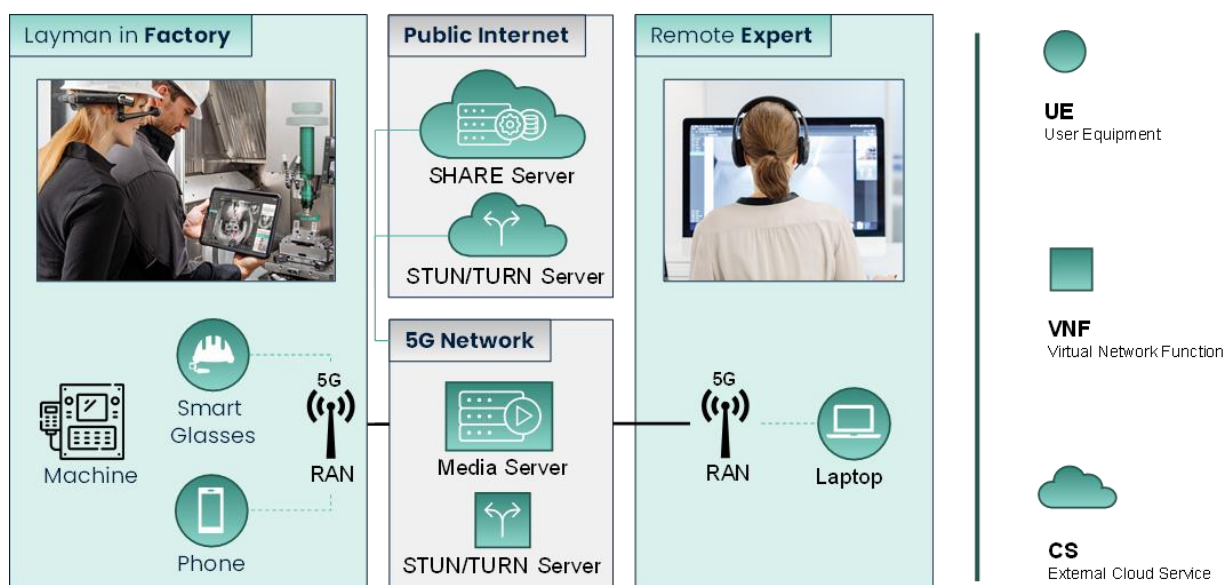 Layman in Factory
Public Internet
Remote Expert
SHARE Server
STUN/TURN Server
5G Network
5G
Smart
Glasses
Machine
RAN
Phone
Media Server
STUN/TURN Server
5G
RAN
Laptop
UE
User Equipment
VNF
Virtual Network Function
CS
External Cloud Service